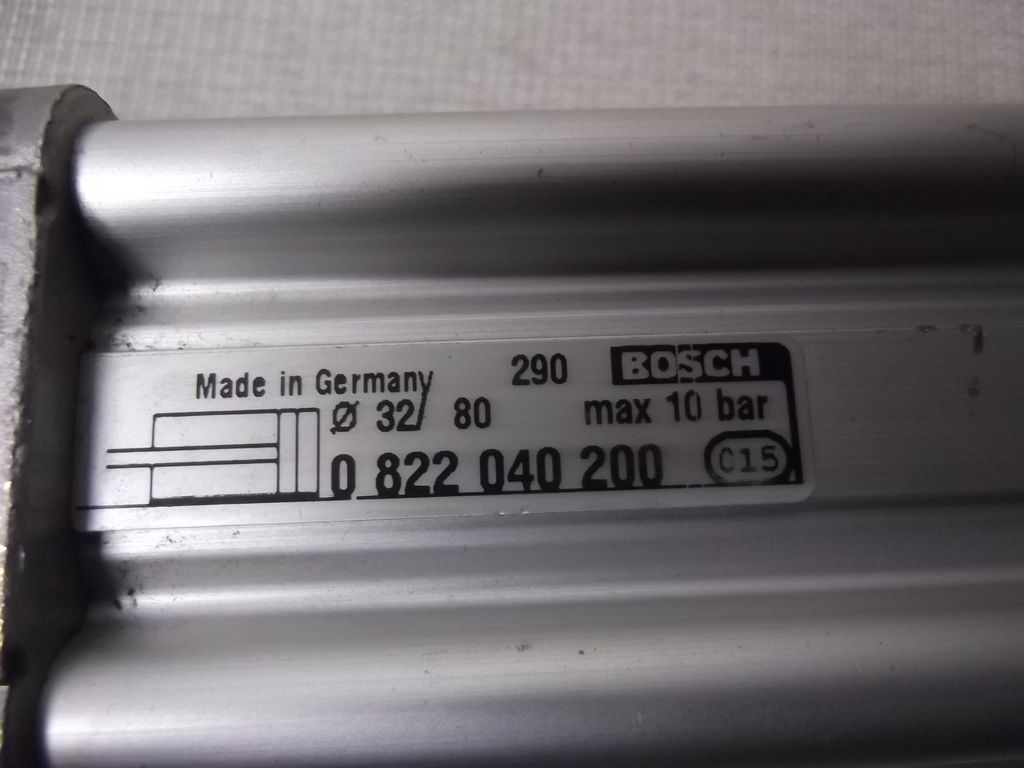 Made in Germany 290 BOSCH
Ø 32/ 80 max 10 bar
0 822 040 200 015